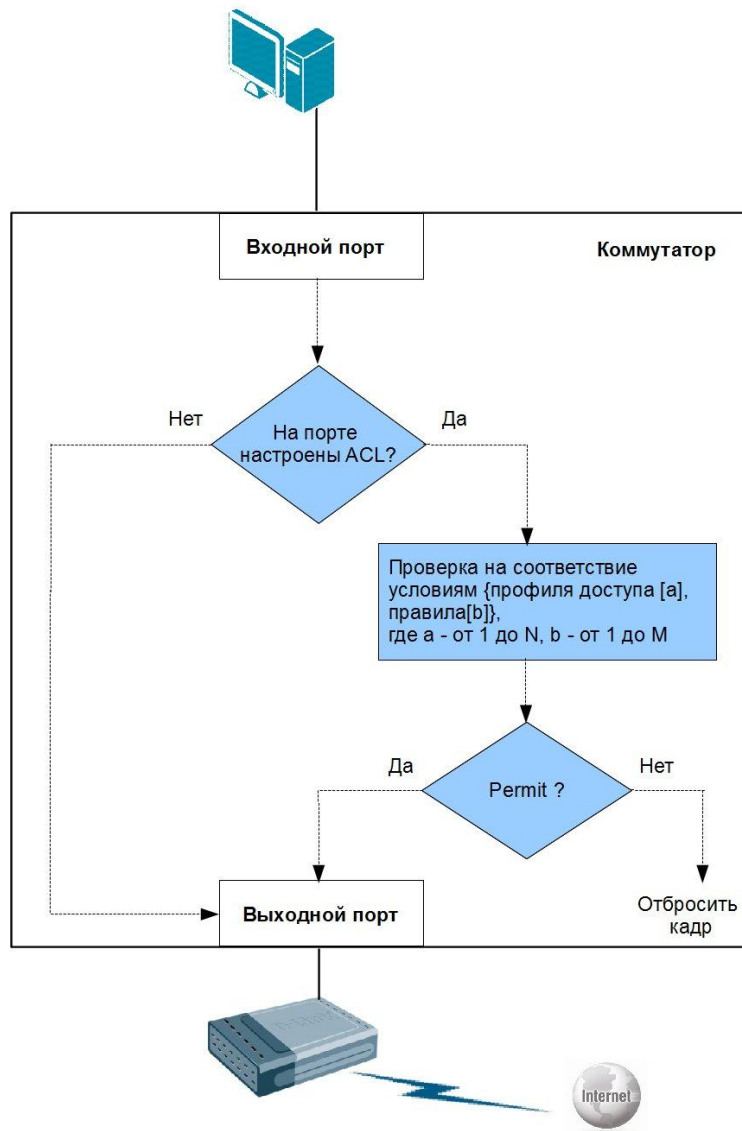 Входной порт
Коммутатор
Нет
Да
На порте
настроены ACL?
Проверка на соответствие
условиям {профиля доступа [a],
правила[b]},
где a - от 1 до N, b - от 1 до M
Да
Нет
Permit ?
Выходной порт
Отбросить
кадр
D-Link
Internet